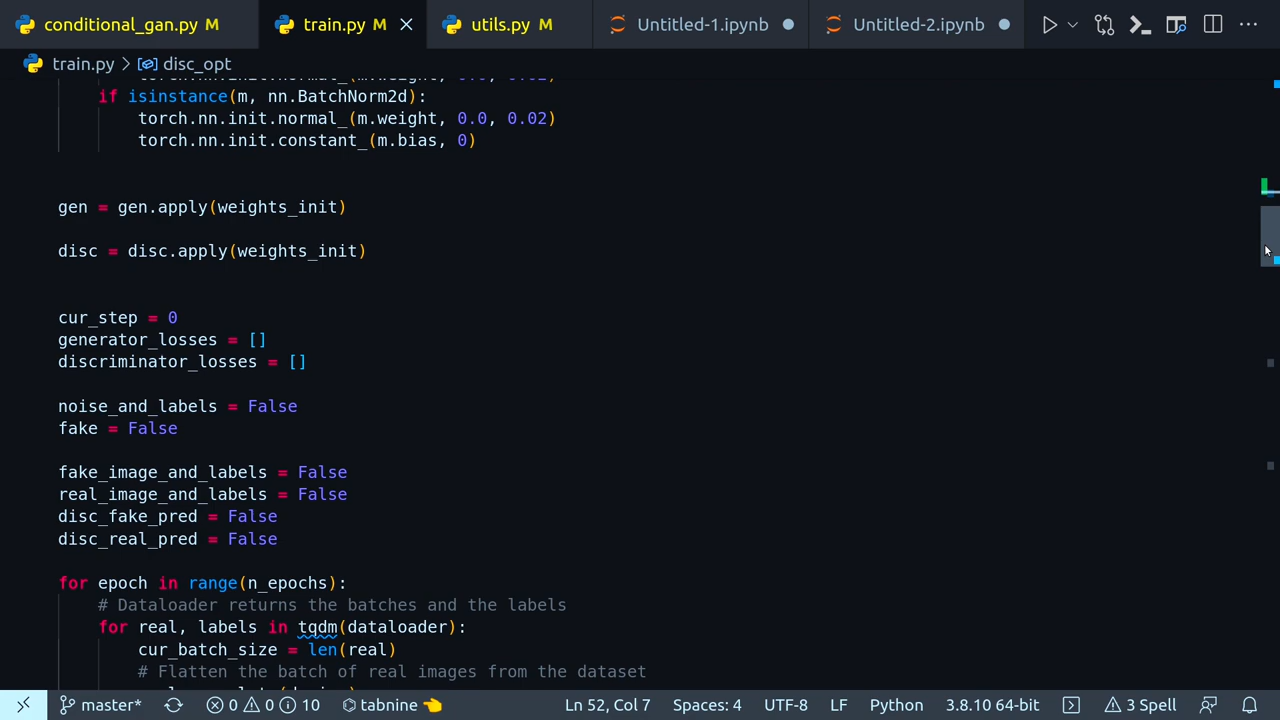 conditional_gan.py M train.py M utils.py M Untitled-1.ipynb Untitled-2.ipynb
train.py > disc_opt
if isinstance(m, nn.BatchNorm2d):
torch.nn.init.normal_(m.weight, 0.0, 0.02)
torch.nn.init.constant_(m.bias, 0)
gen = gen.apply(weights_init)
disc = disc.apply(weights_init)
cur_step = 0
generator_losses = []
discriminator_losses = []
noise_and_labels = False
fake = False
fake_image_and_labels = False
real_image_and_labels = False
disc_fake_pred = False
disc_real_pred = False
for epoch in range(n_epochs):
# Dataloader returns the batches and the labels
for real, labels in tqdm(dataloader):
cur_batch_size = len(real)
# Flatten the batch of real images from the dataset
master* 0 0 10 tabnine Ln 52, Col 7 Spaces: 4 UTF-8 LF Python 3.8.10 64-bit 3 Spell